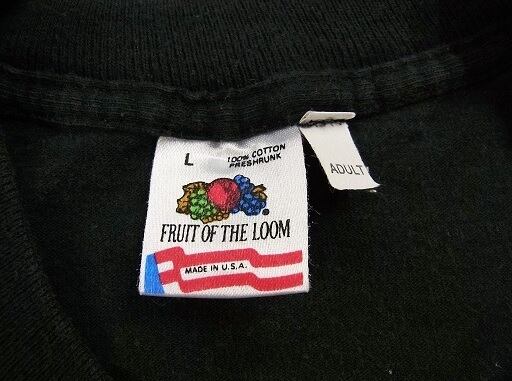 L
100% COTTON
PRESHRUNK
FRUIT OF THE LOOM
MADE IN U.S.A.
ADULT